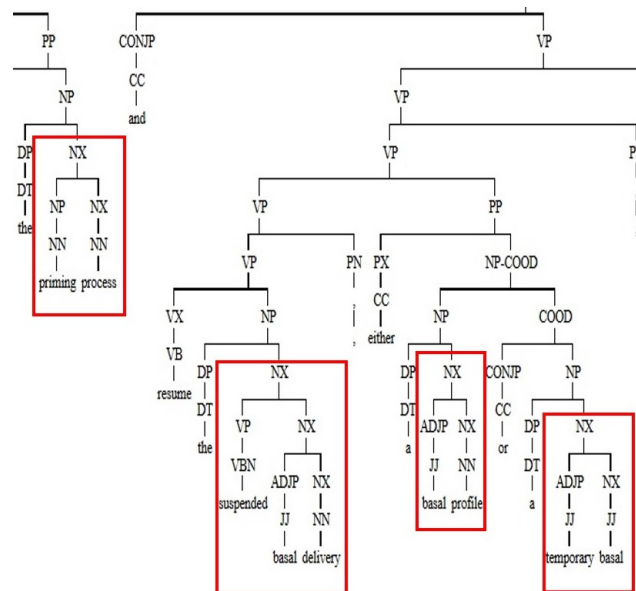 PP CONJP VP
CC
NP and VP
DP NX P
DT VP
the NP NX
NN NN VP PP
priming process
VP PN PX NP-COOD
CC
VX NP , either NP COOD
,
VB DP NX DP NX CONJP NP
resume DT DT CC
the VP NX a ADJP NX or DP NX
VBN JJ NN DT
suspended ADJP NX basal profile a ADJP NX
JJ NN JJ JJ
basal delivery temporary basal